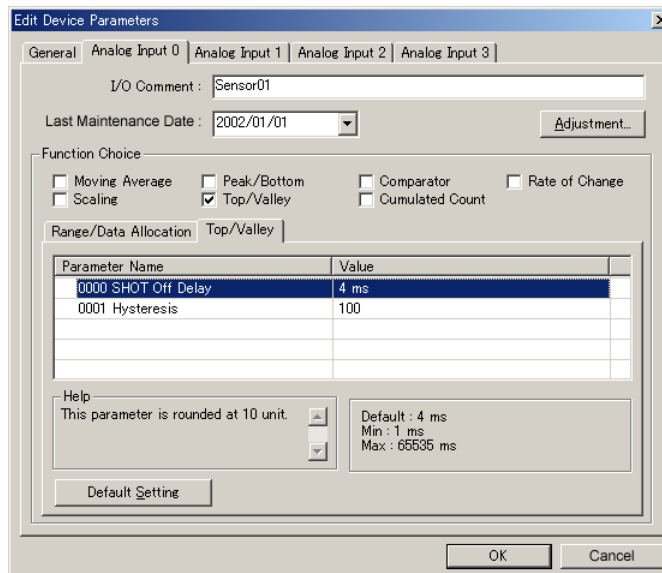 Edit Device Parameters
General Analog Input 0 Analog Input 1 Analog Input 2 Analog Input 3
I/O Comment : Sensor01
Last Maintenance Date : 2002/01/01 Adjustment...
Function Choice
Moving Average Peak/Bottom Comparator Rate of Change
Scaling Top/Valley Cumulated Count
Range/Data Allocation Top/Valley
Parameter Name Value
0000 SHOT Off Delay 4 ms
0001 Hysteresis 100
Help
This parameter is rounded at 10 unit.
Default : 4 ms
Min : 1 ms
Max : 65535 ms
Default Setting
OK Cancel